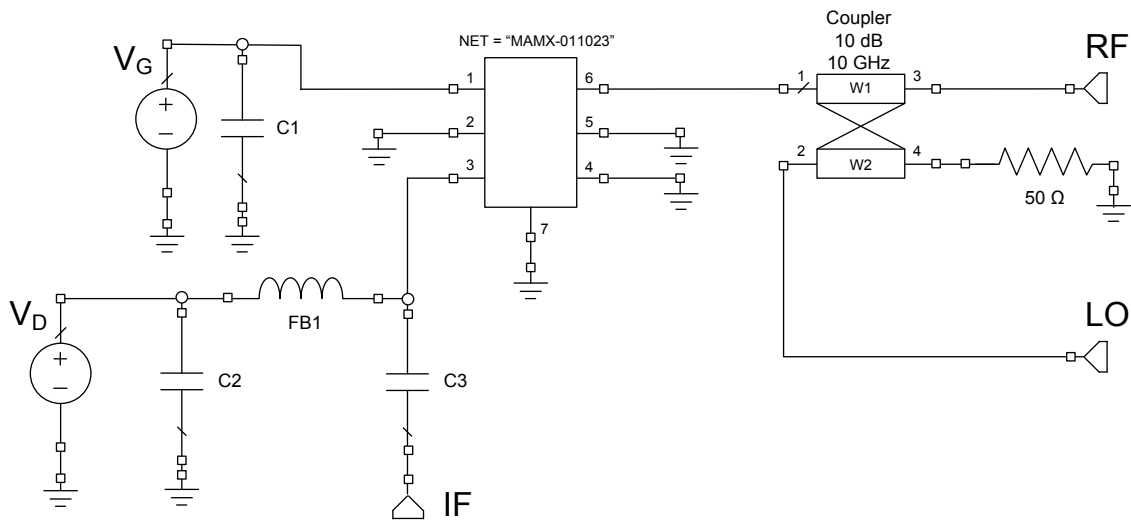 Coupler
10 dB
10 GHz
RF
NET = “MAMX-011023”
VG
1
6
1
W1
3
C1
2
5
2
W2
4
3
4
50 Ω
7
VD
FB1
LO
C2
C3
IF